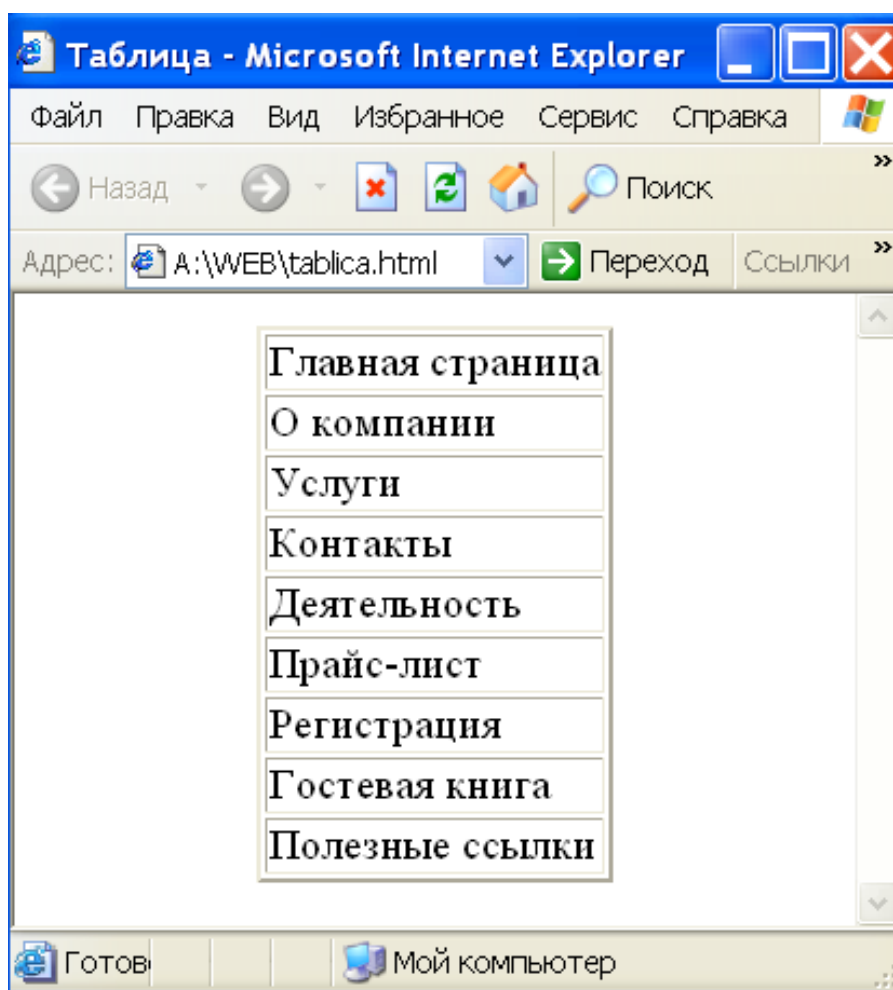 Таблица - Microsoft Internet Explorer
Файл Правка Вид Избранное Сервис Справка
Назад Поиск »
Адрес: A:\WEB\tablica.html Переход Ссылки »
Главная страница
О компании
Услуги
Контакты
Деятельность
Прайс-лист
Регистрация
Гостевая книга
Полезные ссылки
Мой компьютер